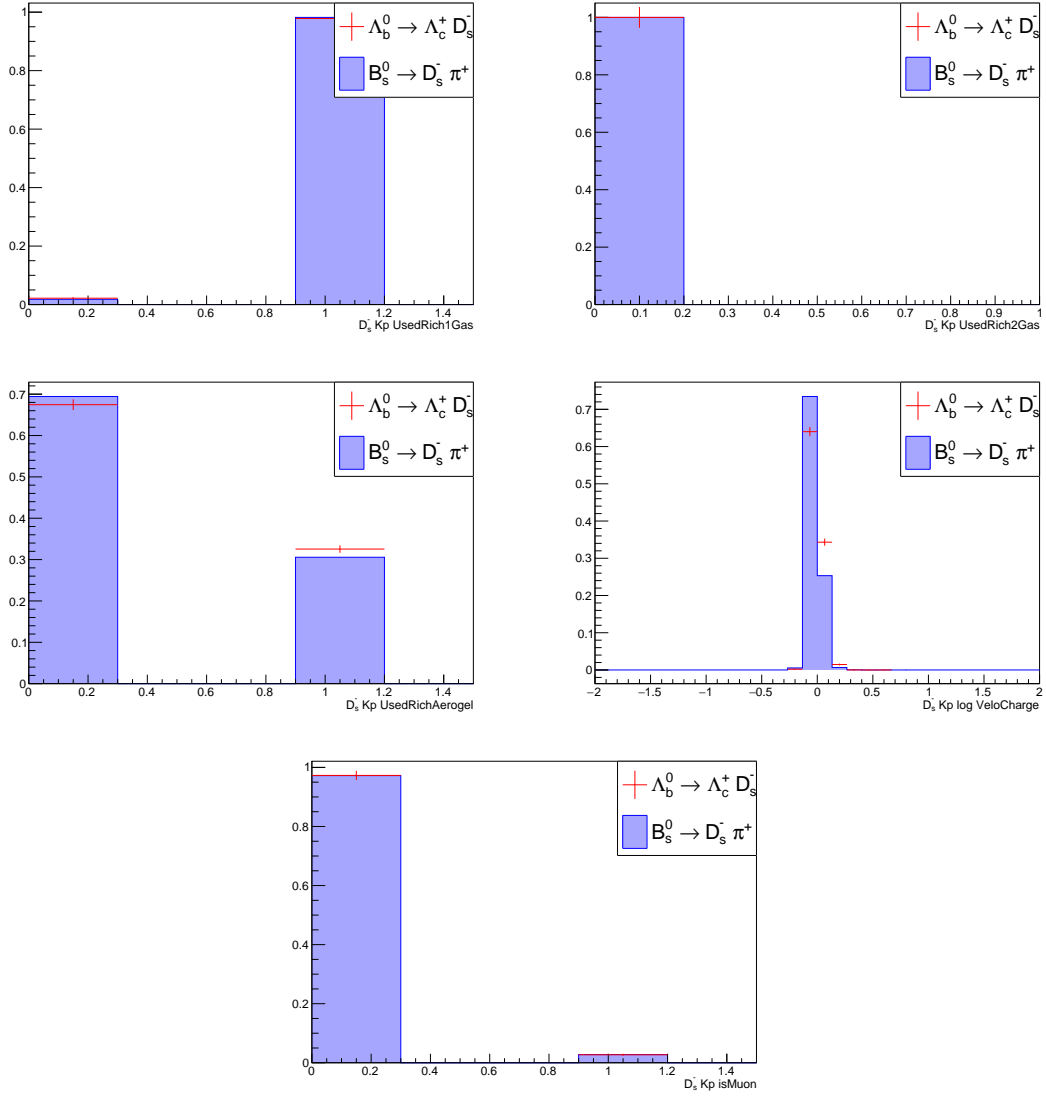 1
0.8
0.6
0.4
0.2
0
0 0.2 0.4 0.6 0.8 1 1.2 1.4
D_s^- Kp UsedRich1Gas
Λ_b^0 → Λ_c^+ D_s^-
B_s^0 → D_s^- π^+
1
0.8
0.6
0.4
0.2
0
0 0.1 0.2 0.3 0.4 0.5 0.6 0.7 0.8 0.9 1
D_s^- Kp UsedRich2Gas
Λ_b^0 → Λ_c^+ D_s^-
B_s^0 → D_s^- π^+
0.7
0.6
0.5
0.4
0.3
0.2
0.1
0
0 0.2 0.4 0.6 0.8 1 1.2 1.4
D_s^- Kp UsedRichAerogel
Λ_b^0 → Λ_c^+ D_s^-
B_s^0 → D_s^- π^+
0.7
0.6
0.5
0.4
0.3
0.2
0.1
0
−2 −1.5 −1 −0.5 0 0.5 1 1.5 2
D_s^- Kp log VeloCharge
Λ_b^0 → Λ_c^+ D_s^-
B_s^0 → D_s^- π^+
1
0.8
0.6
0.4
0.2
0
0 0.2 0.4 0.6 0.8 1 1.2 1.4
D_s^- Kp isMuon
Λ_b^0 → Λ_c^+ D_s^-
B_s^0 → D_s^- π^+